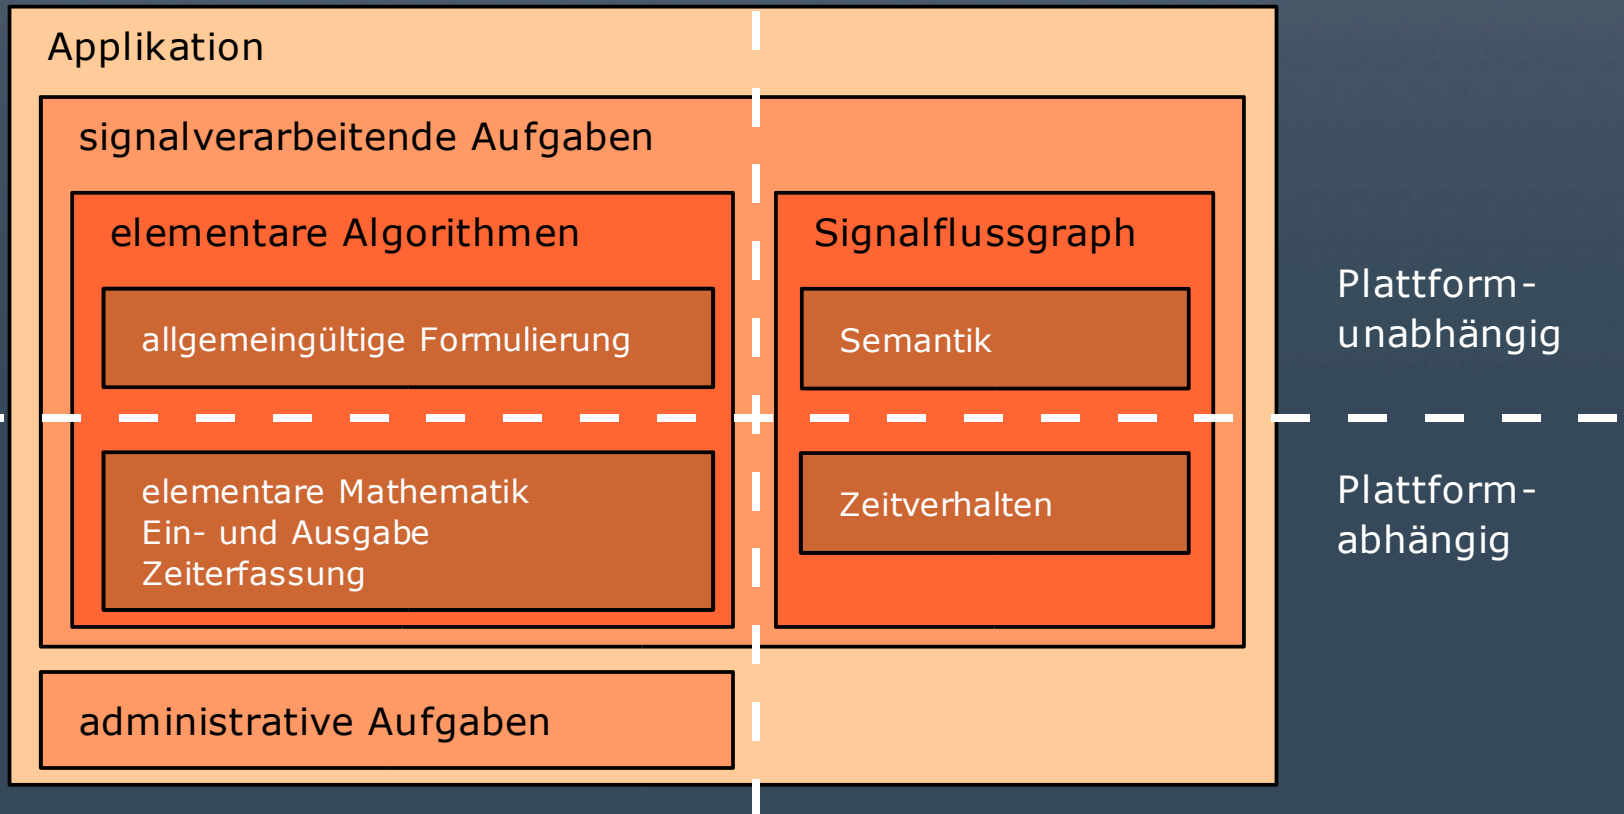 Applikation
signalverarbeitende Aufgaben
elementare Algorithmen
allgemeingültige Formulierung
elementare Mathematik
Ein- und Ausgabe
Zeiterfassung
Signalflussgraph
Semantik
Zeitverhalten
administrative Aufgaben
Plattform-
unabhängig
Plattform-
abhängig